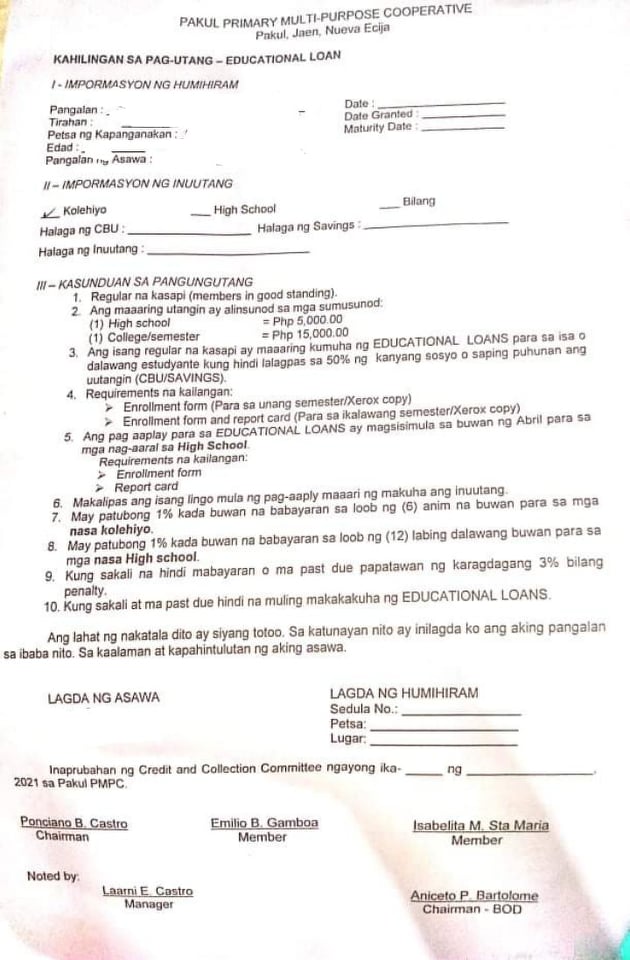 PAKUL PRIMARY MULTI-PURPOSE COOPERATIVE
Pakul, Jaen, Nueva Ecija
KAHILINGAN SA PAG-UTANG – EDUCATIONAL LOAN
I - IMPORMASYON NG HUMIHIRAM
Pangalan :
Date :
Tirahan :
Date Granted :
Petsa ng Kapanganakan :
Maturity Date :
Edad :
Pangalan ng Asawa :
II – IMPORMASYON NG INUUTANG
✓ Kolehiyo ___ High School ___ Bilang
Halaga ng CBU : ___ Halaga ng Savings : ___
Halaga ng Inuutang : ___
III – KASUNDUAN SA PANGUNGUTANG
1. Regular na kasapi (members in good standing).
2. Ang maaaring utangin ay alinsunod sa mga sumusunod:
(1) High school = Php 5,000.00
(1) College/semester = Php 15,000.00
3. Ang isang regular na kasapi ay maaaring kumuha ng EDUCATIONAL LOANS para sa isa o
dalawang estudyante kung hindi lalagpas sa 50% ng kanyang sosyo o saping puhunan ang
uutangin (CBU/SAVINGS).
4. Requirements na kailangan:
➢ Enrollment form (Para sa unang semester/Xerox copy)
➢ Enrollment form and report card (Para sa ikalawang semester/Xerox copy)
5. Ang pag aaplay para sa EDUCATIONAL LOANS ay magsisimula sa buwan ng Abril para sa
mga nag-aaral sa High School.
Requirements na kailangan:
➢ Enrollment form
➢ Report card
6. Makalipas ang isang lingo mula ng pag-aaply maaari ng makuha ang inuutang.
7. May patubong 1% kada buwan na babayaran sa loob ng (6) anim na buwan para sa mga
nasa kolehiyo.
8. May patubong 1% kada buwan na babayaran sa loob ng (12) labing dalawang buwan para sa
mga nasa High school.
9. Kung sakali na hindi mabayaran o ma past due papatawan ng karagdagang 3% bilang
penalty.
10. Kung sakali at ma past due hindi na muling makakakuha ng EDUCATIONAL LOANS.
Ang lahat ng nakatala dito ay siyang totoo. Sa katunayan nito ay inilagda ko ang aking pangalan
sa ibaba nito. Sa kaalaman at kapahintulutan ng aking asawa.
LAGDA NG ASAWA
LAGDA NG HUMIHIRAM
Sedula No.: ___
Petsa: ___
Lugar: ___
Inaprubahan ng Credit and Collection Committee ngayong ika- ___ ng ___.
2021 sa Pakul PMPC.
Ponciano B. Castro Emilio B. Gamboa Isabelita M. Sta Maria
Chairman Member Member
Noted by:
Laarni E. Castro Aniceto P. Bartolome
Manager Chairman - BOD